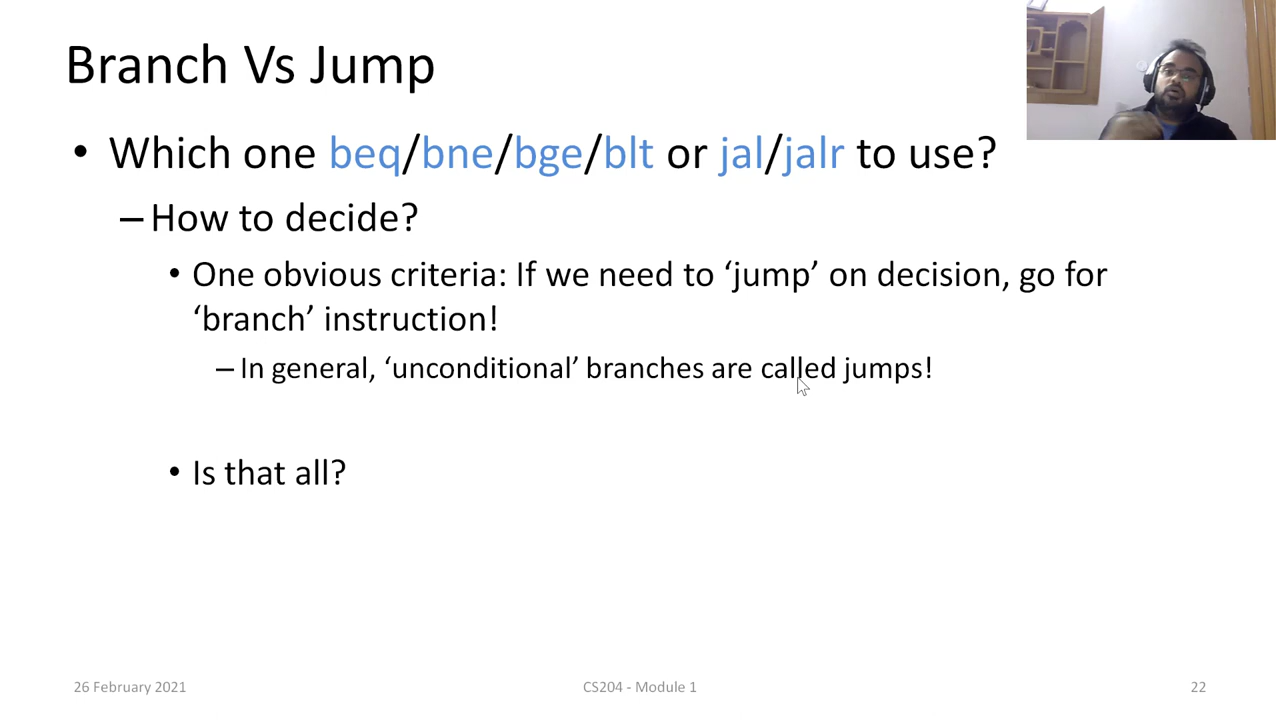 Branch Vs Jump
• Which one beq/bne/bge/blt or jal/jalr to use?
– How to decide?
• One obvious criteria: If we need to ‘jump’ on decision, go for
‘branch’ instruction!
– In general, ‘unconditional’ branches are called jumps!
• Is that all?
26 February 2021
CS204 - Module 1
22